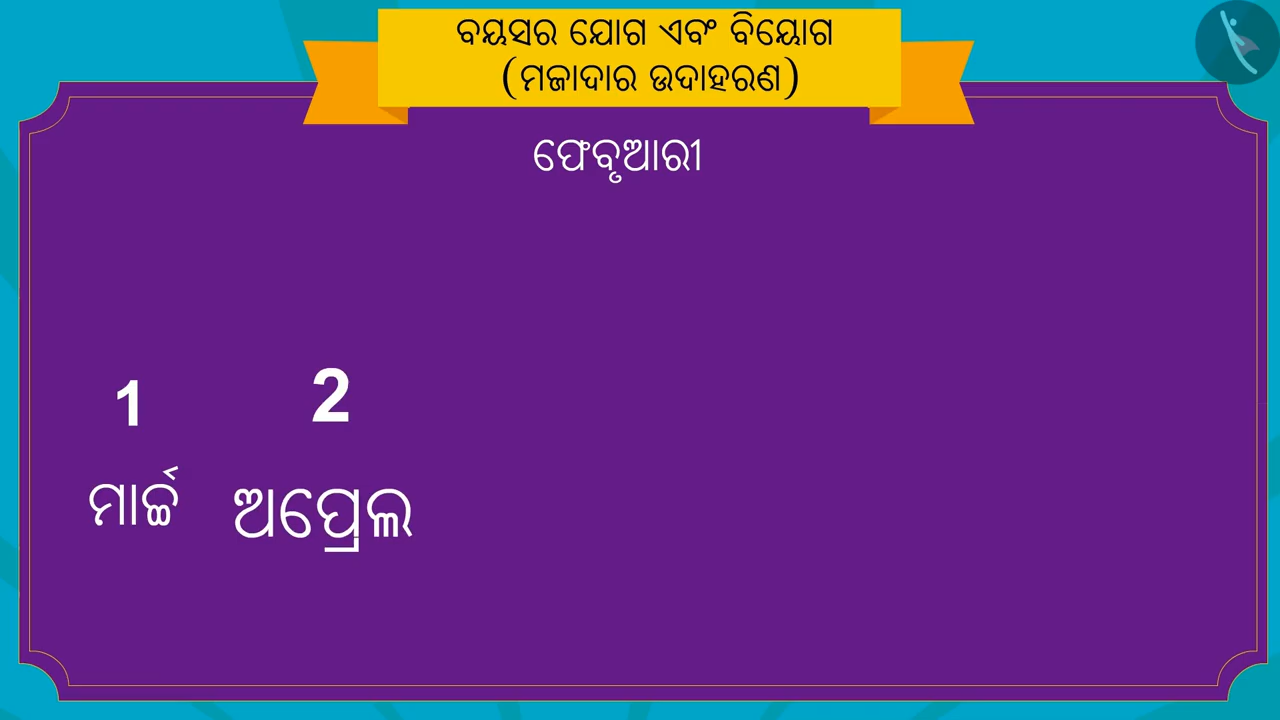 ବୟସର ଯୋଗ ଏବଂ ବିୟୋଗ
(ମଜାଦାର ଉଦାହରଣ)
ଫେବୃଆରୀ
1 2
ମାର୍ଚ୍ଚ ଅପ୍ରେଲ